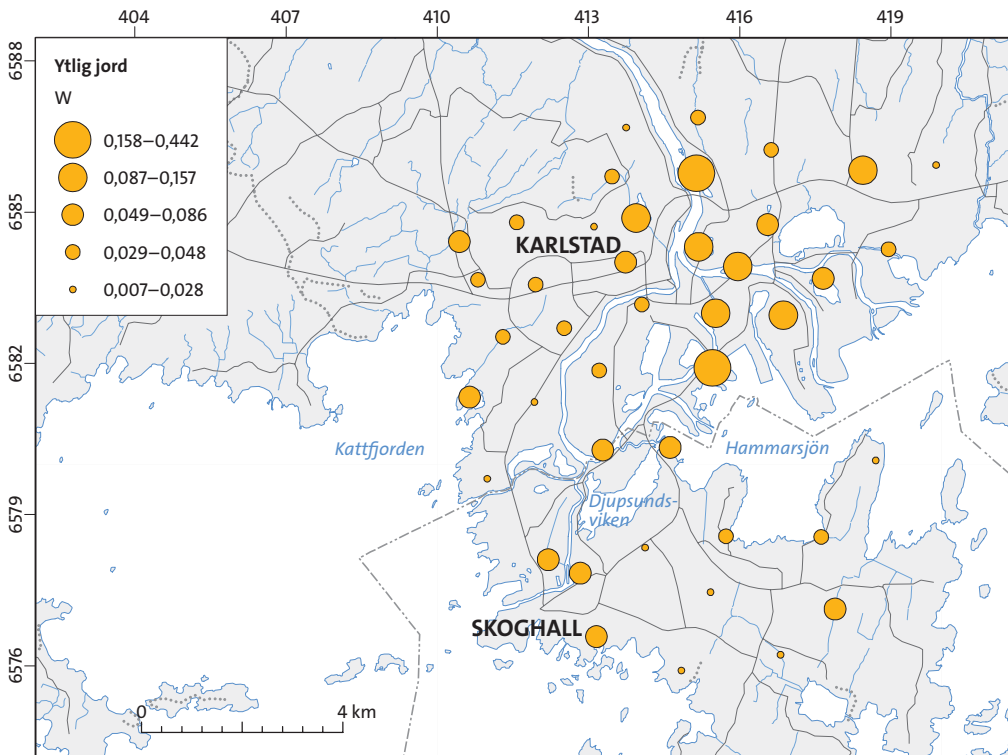 404 407 410 413 416 419
6588
Ytlig jord
W
0,158–0,442
0,087–0,157
0,049–0,086
0,029–0,048
0,007–0,028
6585
KARLSTAD
6582
Kattfjorden
Hammarsjön
6579
Djupsunds-
viken
SKOGHALL
6576
0 4 km